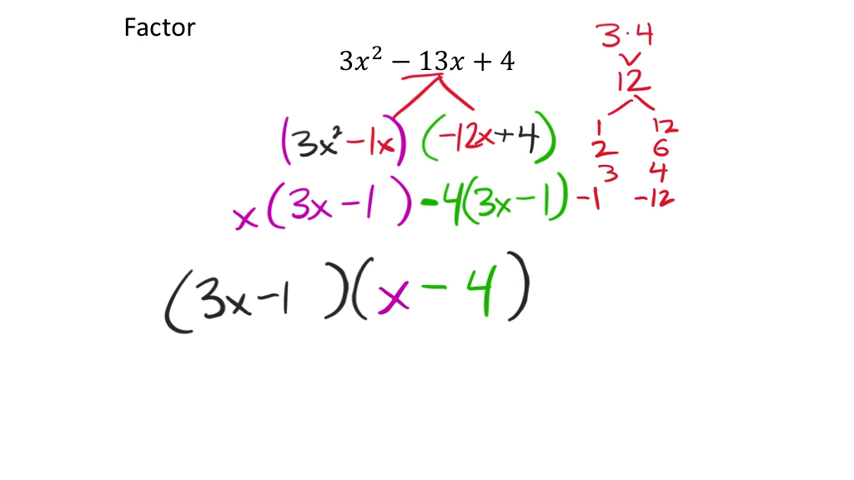 Factor
3x² − 13x + 4
(3x² −1x) (−12x+4)
x(3x−1) −4(3x−1)
(3x−1)(x−4)
3·4
12
1 12
2 6
3 4
−1 −12